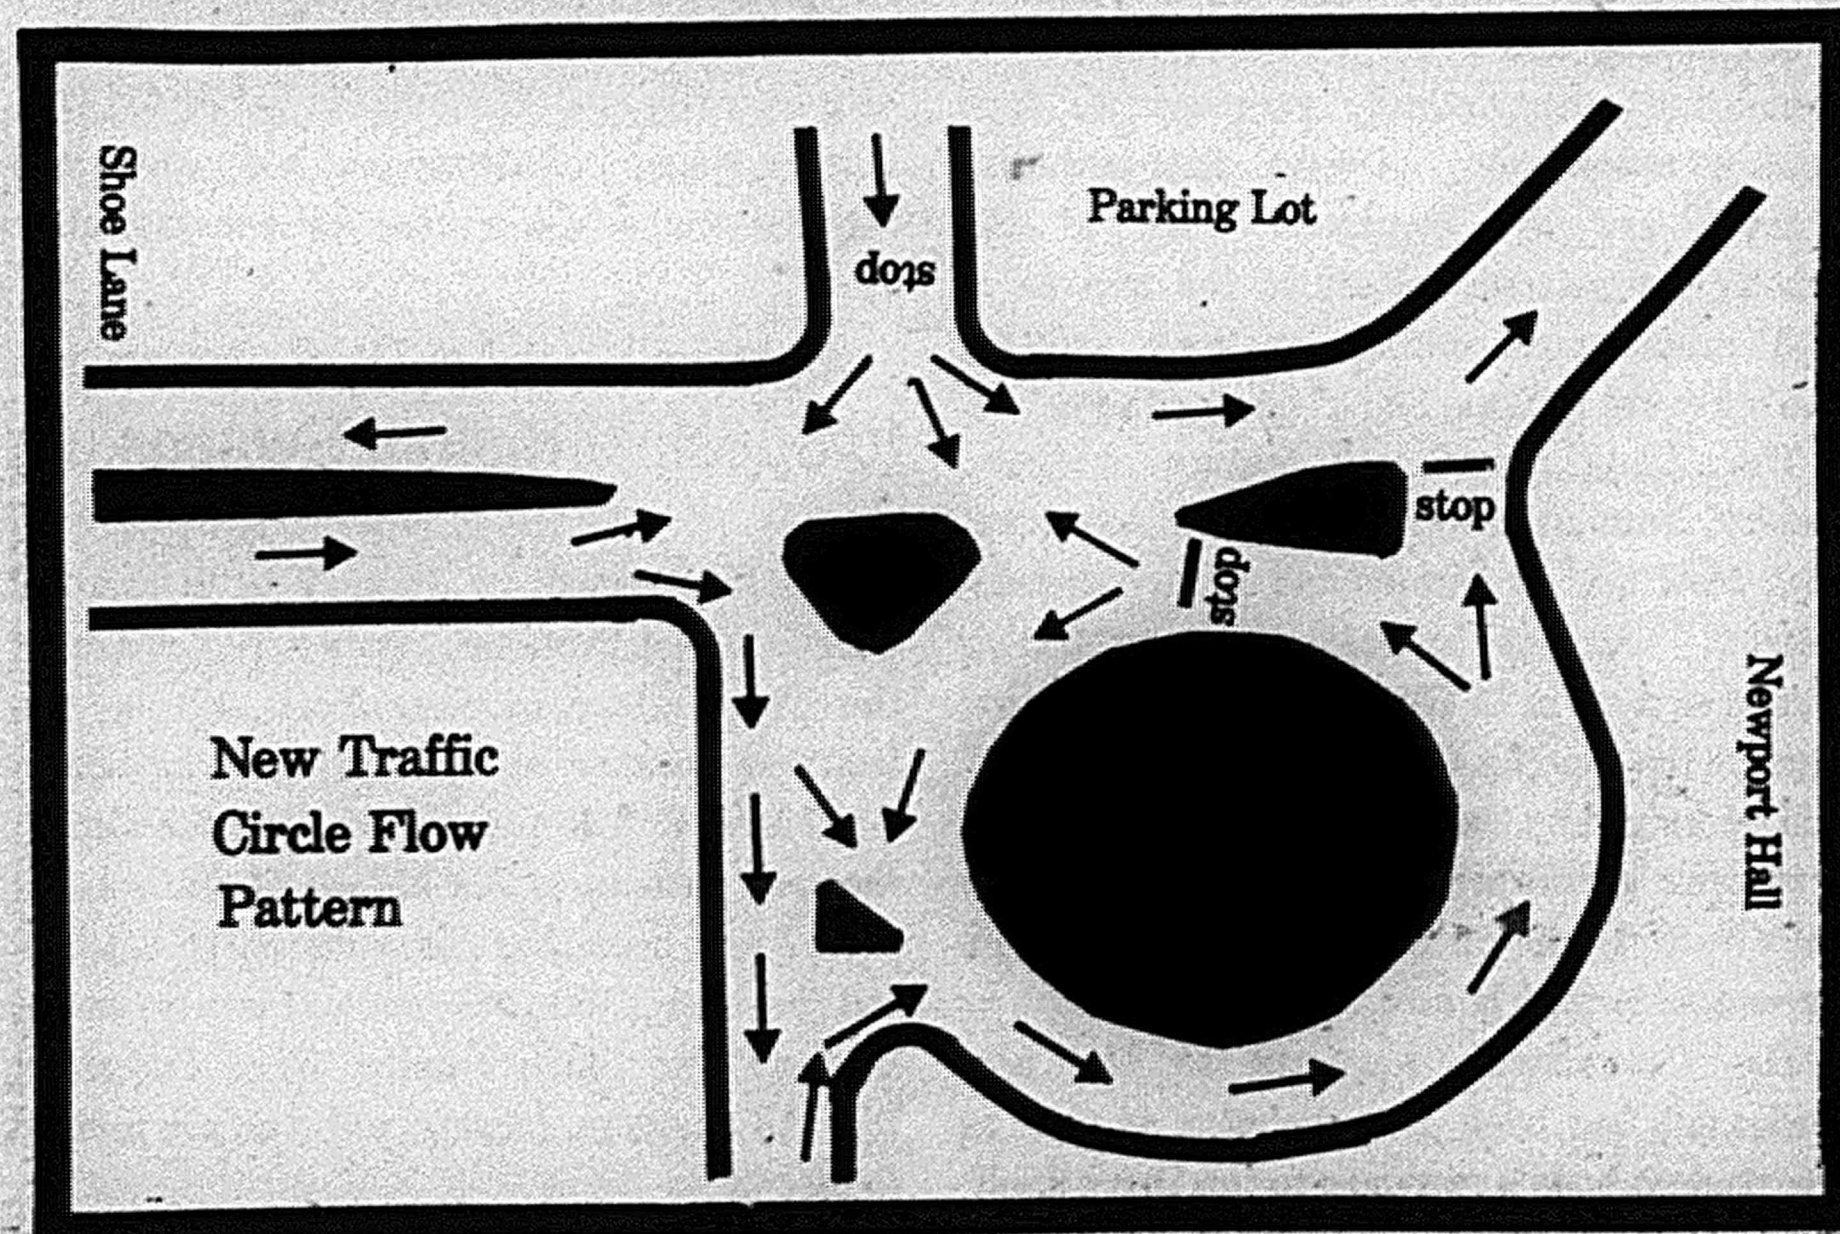 Shoe Lane
Parking Lot
stop
stop
stop
New Traffic
Circle Flow
Pattern
Newport Hall